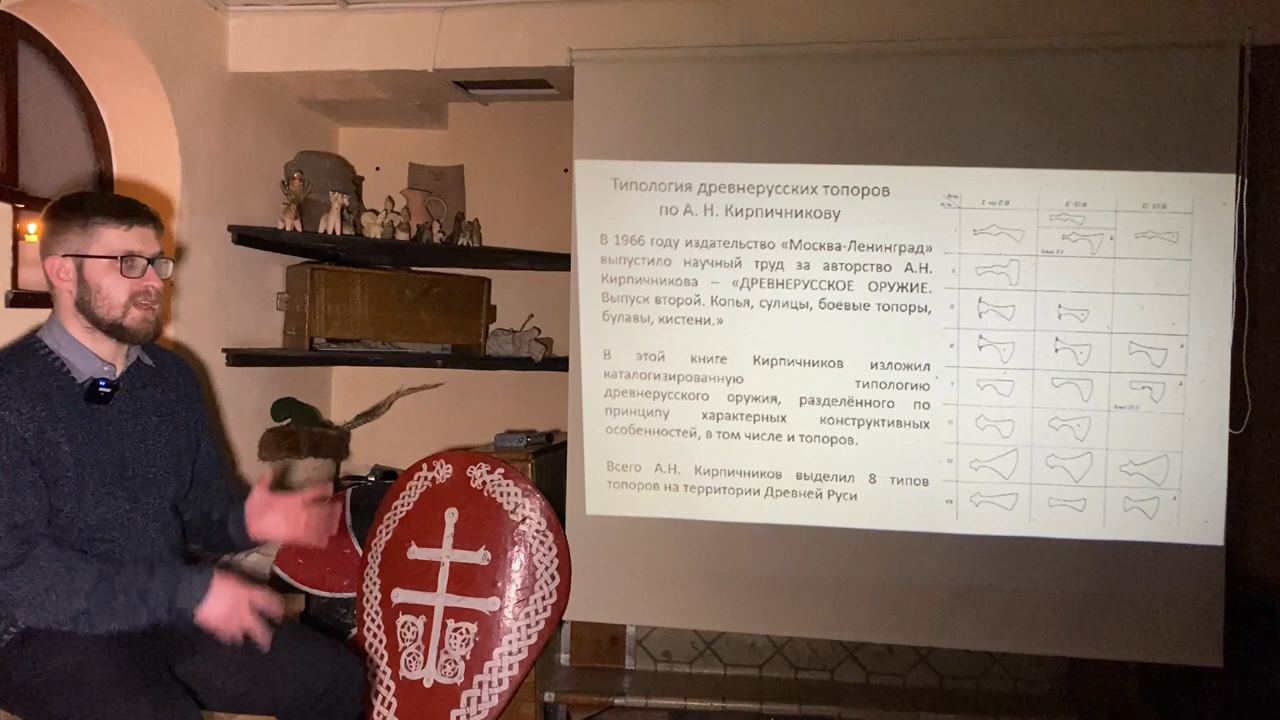 Типология древнерусских топоров
по А. Н. Кирпичникову
В 1966 году издательство «Москва-Ленинград»
выпустило научный труд за авторство А.Н.
Кирпичникова – «ДРЕВНЕРУССКОЕ ОРУЖИЕ.
Выпуск второй. Копья, сулицы, боевые топоры,
булавы, кистени.»
В этой книге Кирпичников изложил
каталогизированную типологию
древнерусского оружия, разделённого по
принципу характерных конструктивных
особенностей, в том числе и топоров.
Всего А.Н. Кирпичников выделил 8 типов
топоров на территории Древней Руси